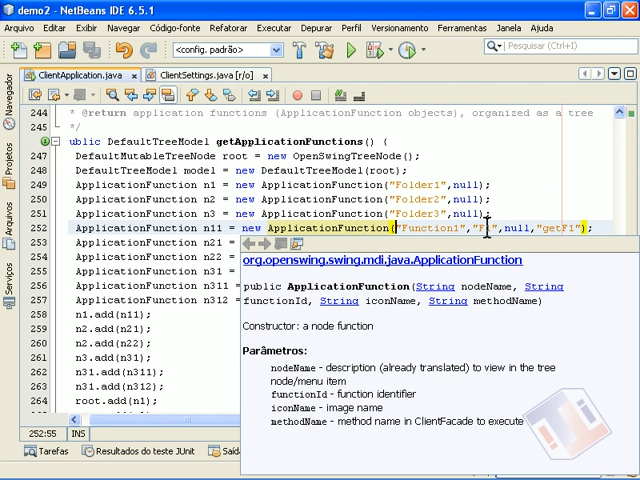 demo2 - NetBeans IDE 6.5.1
Arquivo Editar Exibir Navegar Código-fonte Refatorar Executar Depurar Perfil Versionamento Ferramentas Janela Ajuda
<config. padrão>
Pesquisar (Ctrl+I)
ClientApplication.java ClientSettings.java [r/o]
Navegador
Projetos
Arquivos
Serviços
244 * @return application functions (ApplicationFunction objects), organized as a tree
245 */
ublic DefaultTreeModel getApplicationFunctions() {
247 DefaultMutableTreeNode root = new OpenSwingTreeNode();
248 DefaultTreeModel model = new DefaultTreeModel(root);
249 ApplicationFunction n1 = new ApplicationFunction("Folder1",null);
250 ApplicationFunction n2 = new ApplicationFunction("Folder2",null);
251 ApplicationFunction n3 = new ApplicationFunction("Folder3",null);
252 ApplicationFunction n11 = new ApplicationFunction("Function1","F1",null,"getF1");
253 ApplicationFunction n21 =
254 ApplicationFunction n22 =
255 ApplicationFunction n31 =
256 ApplicationFunction n311
257 ApplicationFunction n312
258 n1.add(n11);
259 n2.add(n21);
260 n2.add(n22);
261 n3.add(n31);
262 n31.add(n311);
263 n31.add(n312);
264 root.add(n1);
org.openswing.swing.mdi.java.ApplicationFunction
public ApplicationFunction(String nodeName, String
functionId, String iconName, String methodName)
Constructor: a node function
Parâmetros:
nodeName - description (already translated) to view in the tree
node/menu item
functionId - function identifier
iconName - image name
methodName - method name in ClientFacade to execute
252:55 INS
Tarefas Resultados do teste JUnit Saíd